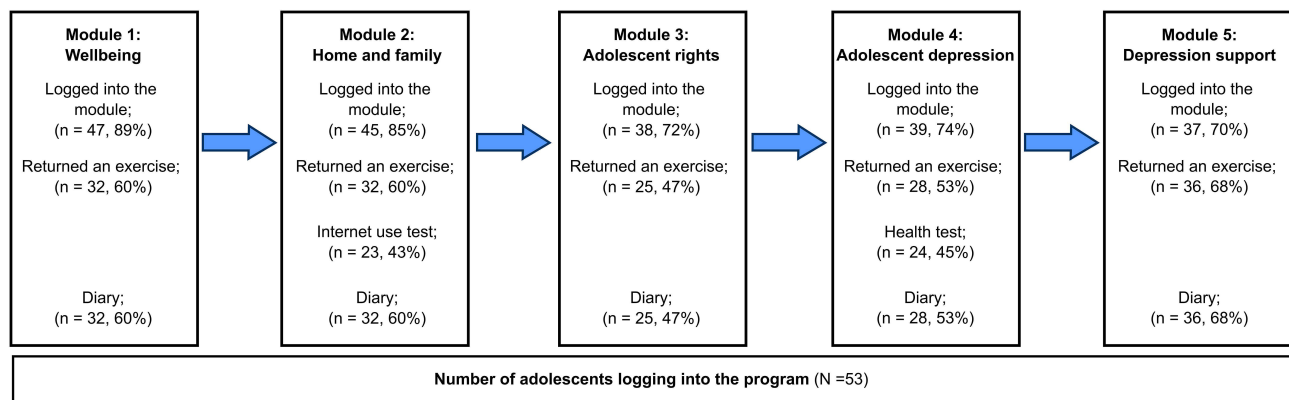 Module 1:
Wellbeing
Logged into the
module;
(n = 47, 89%)
Returned an exercise;
(n = 32, 60%)
Diary;
(n = 32, 60%)
Module 2:
Home and family
Logged into the
module;
(n = 45, 85%)
Returned an exercise;
(n = 32, 60%)
Internet use test;
(n = 23, 43%)
Diary;
(n = 32, 60%)
Module 3:
Adolescent rights
Logged into the
module;
(n = 38, 72%)
Returned an exercise;
(n = 25, 47%)
Diary;
(n = 25, 47%)
Module 4:
Adolescent depression
Logged into the
module;
(n = 39, 74%)
Returned an exercise;
(n = 28, 53%)
Health test;
(n = 24, 45%)
Diary;
(n = 28, 53%)
Module 5:
Depression support
Logged into the
module;
(n = 37, 70%)
Returned an exercise;
(n = 36, 68%)
Diary;
(n = 36, 68%)
Number of adolescents logging into the program (N =53)